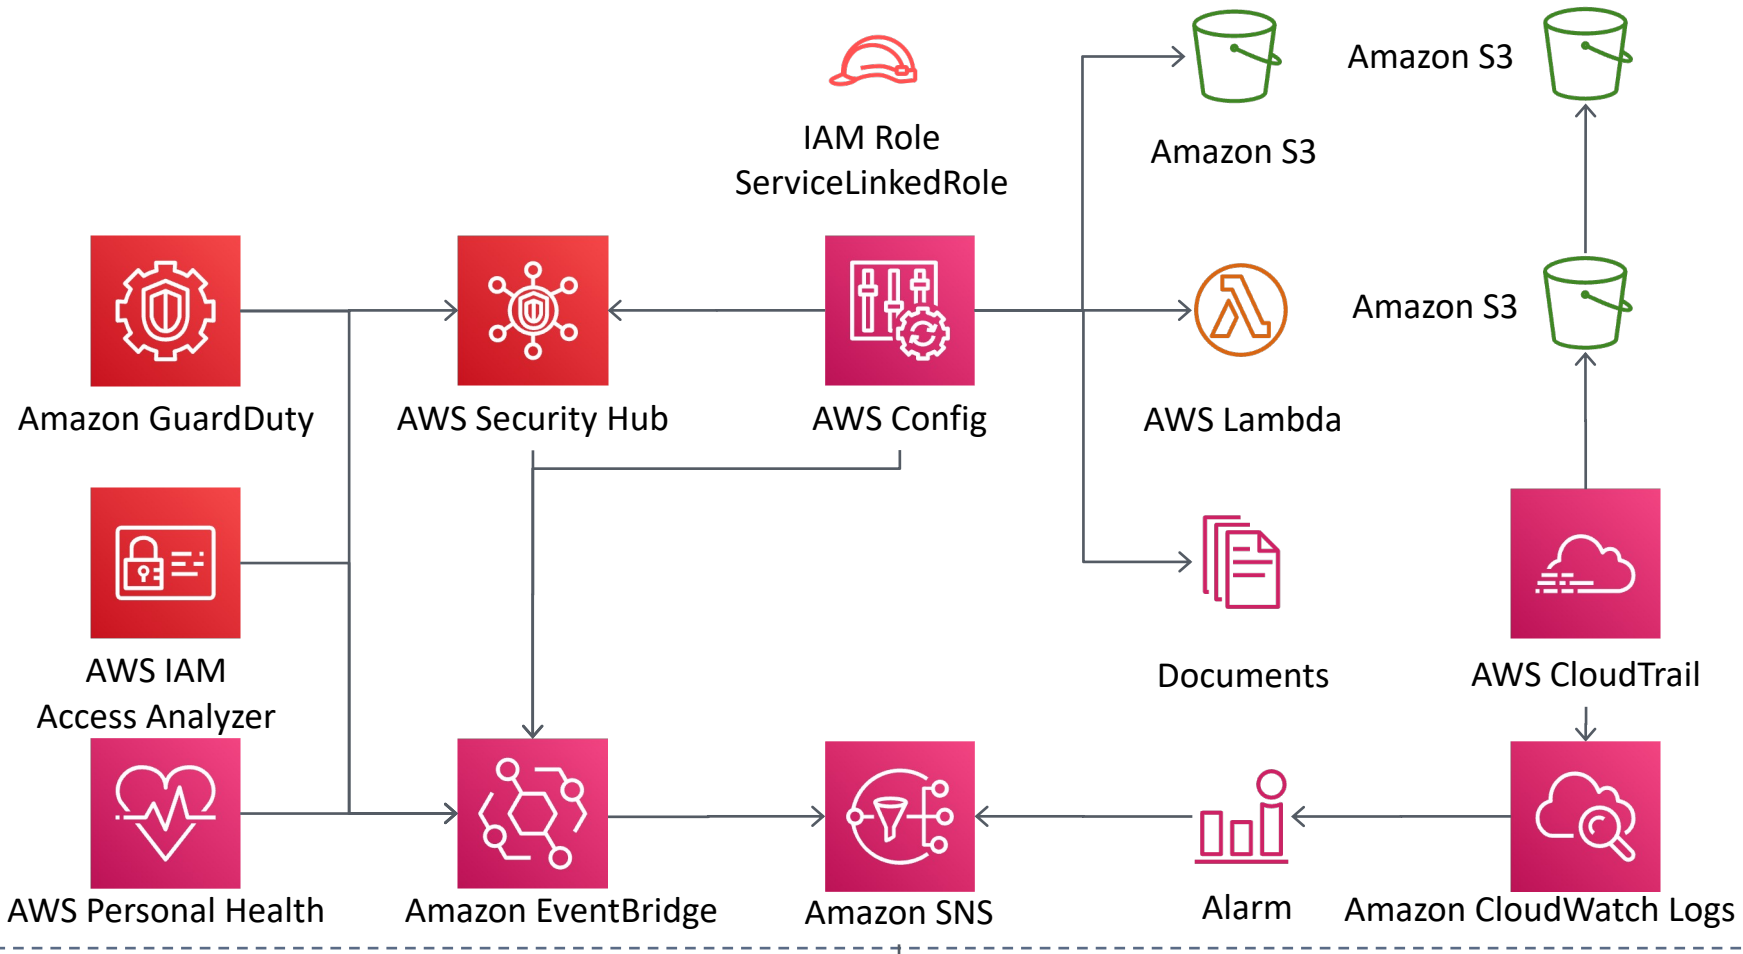 Amazon S3
IAM Role
ServiceLinkedRole
Amazon S3
Amazon S3
Amazon GuardDuty
AWS Security Hub
AWS Config
AWS Lambda
AWS IAM
Access Analyzer
Documents
AWS CloudTrail
AWS Personal Health
Amazon EventBridge
Amazon SNS
Alarm
Amazon CloudWatch Logs